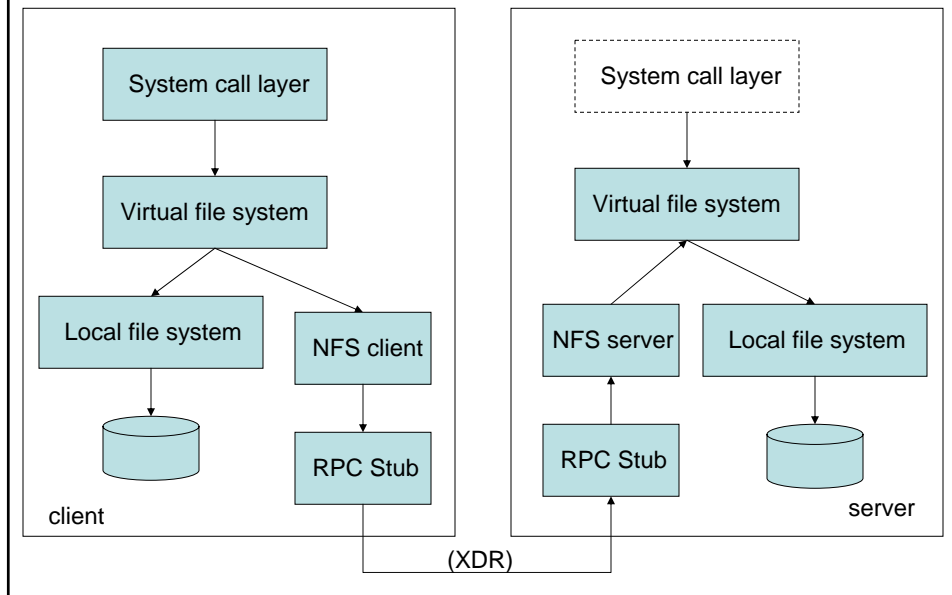 System call layer
Virtual file system
Local file system
NFS client
RPC Stub
client
System call layer
Virtual file system
NFS server
Local file system
RPC Stub
server
(XDR)